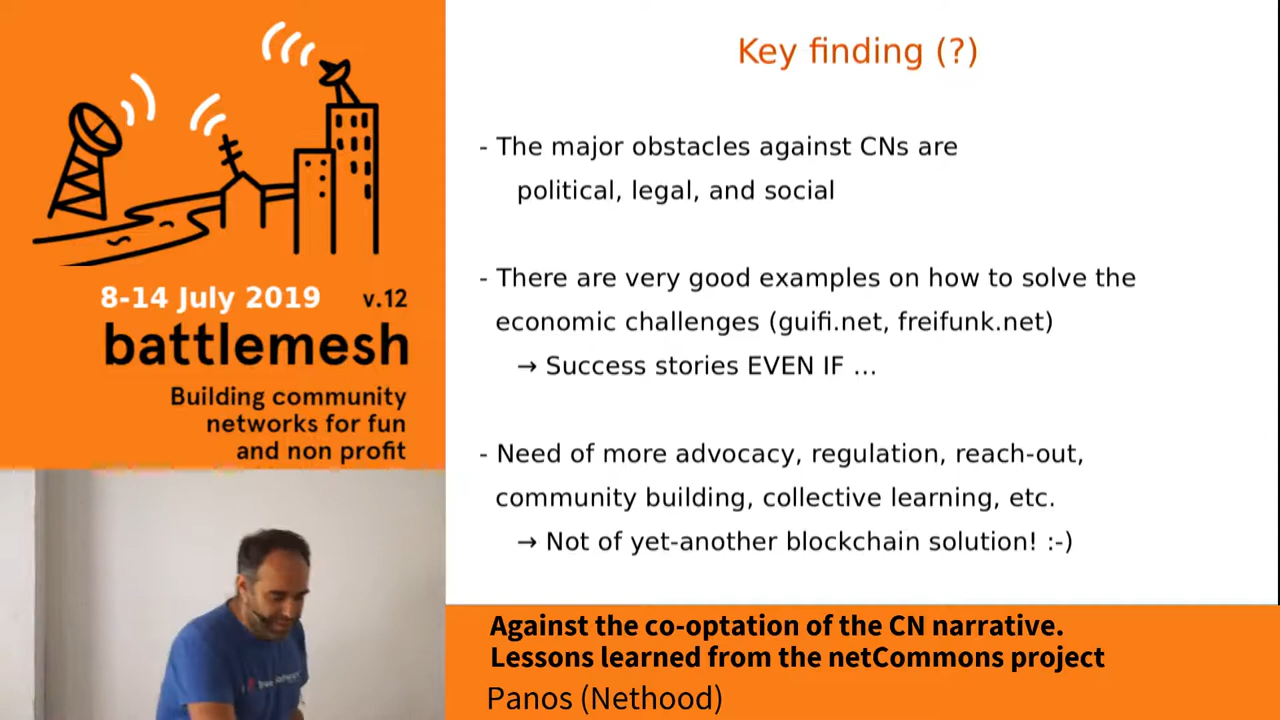 8-14 July 2019 v.12
battlemesh
Building community
networks for fun
and non profit
Key finding (?)
- The major obstacles against CNs are
political, legal, and social
- There are very good examples on how to solve the
economic challenges (guifi.net, freifunk.net)
→ Success stories EVEN IF ...
- Need of more advocacy, regulation, reach-out,
community building, collective learning, etc.
→ Not of yet-another blockchain solution! :-)
Against the co-optation of the CN narrative.
Lessons learned from the netCommons project
Panos (Nethood)